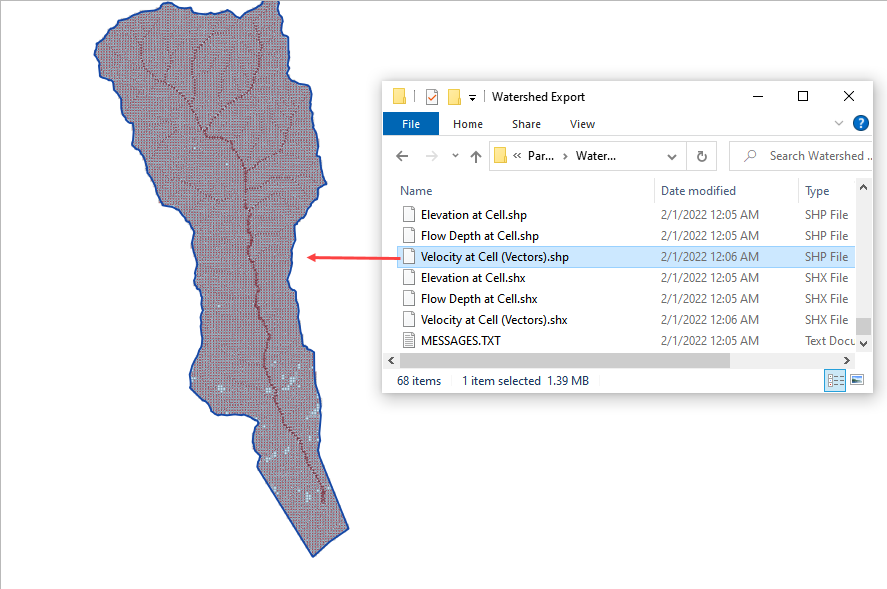 Watershed Export
File Home Share View
« Par... › Water... Search Watershed ..
Name Date modified Type
Elevation at Cell.shp 2/1/2022 12:05 AM SHP File
Flow Depth at Cell.shp 2/1/2022 12:05 AM SHP File
Velocity at Cell (Vectors).shp 2/1/2022 12:06 AM SHP File
Elevation at Cell.shx 2/1/2022 12:05 AM SHX File
Flow Depth at Cell.shx 2/1/2022 12:05 AM SHX File
Velocity at Cell (Vectors).shx 2/1/2022 12:06 AM SHX File
MESSAGES.TXT 2/1/2022 12:05 AM Text Docu
68 items 1 item selected 1.39 MB